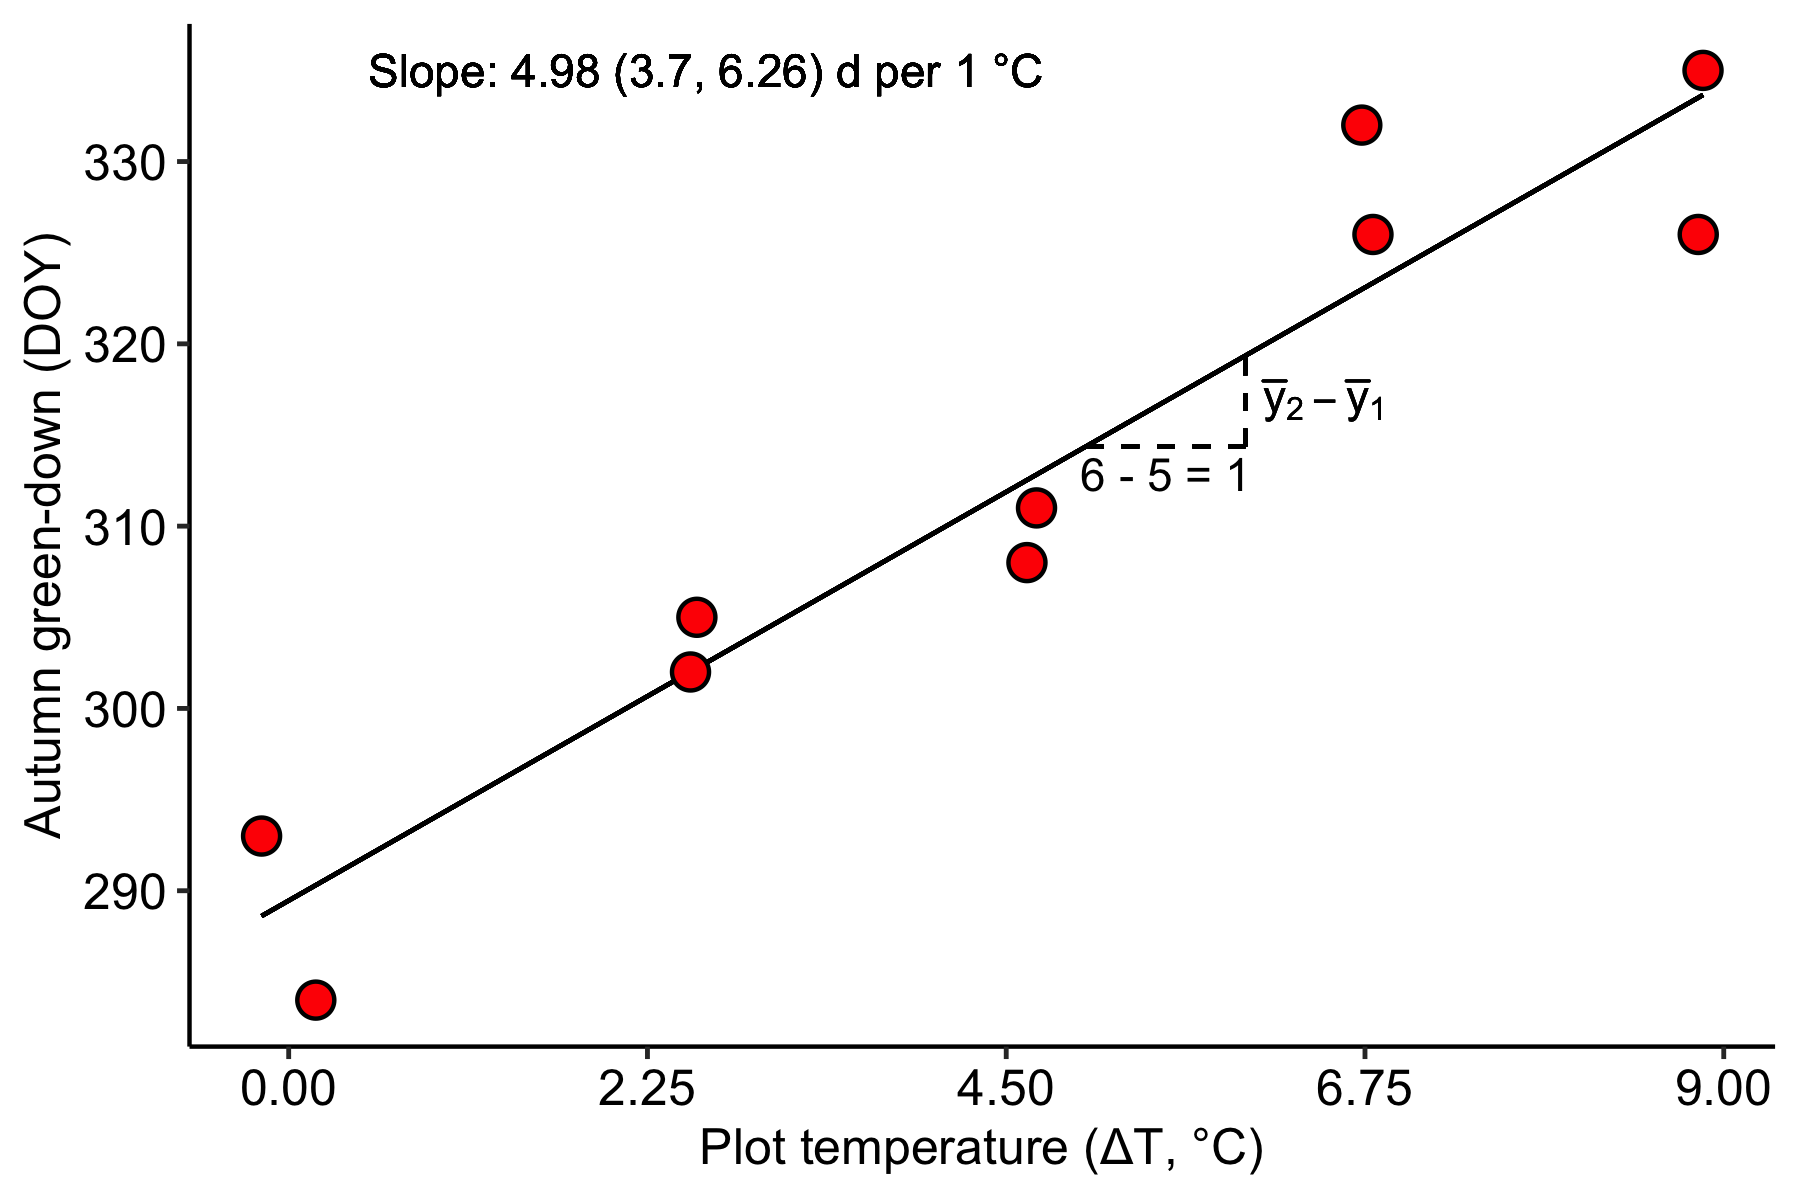 Slope: 4.98 (3.7, 6.26) d per 1 °C
Autumn green-down (DOY)
330
320
310
300
290
y̅₂ – y̅₁
6 - 5 = 1
0.00 2.25 4.50 6.75 9.00
Plot temperature (ΔT, °C)